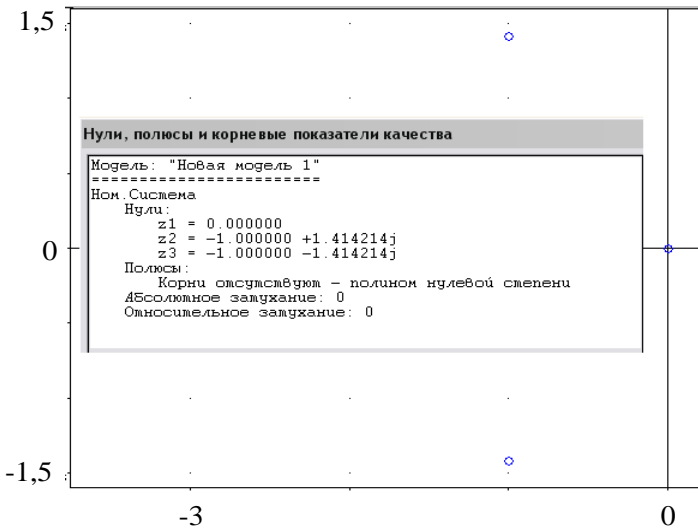 1,5
Нули, полюсы и корневые показатели качества
Модель: "Новая модель 1"
========================
Ном.Система
Нули:
z1 = 0.000000
z2 = -1.000000 +1.414214j
z3 = -1.000000 -1.414214j
0
Полюсы:
Корни отсутствуют – полином нулевой степени
Абсолютное затухание: 0
Относительное затухание: 0
-1,5
-3 0